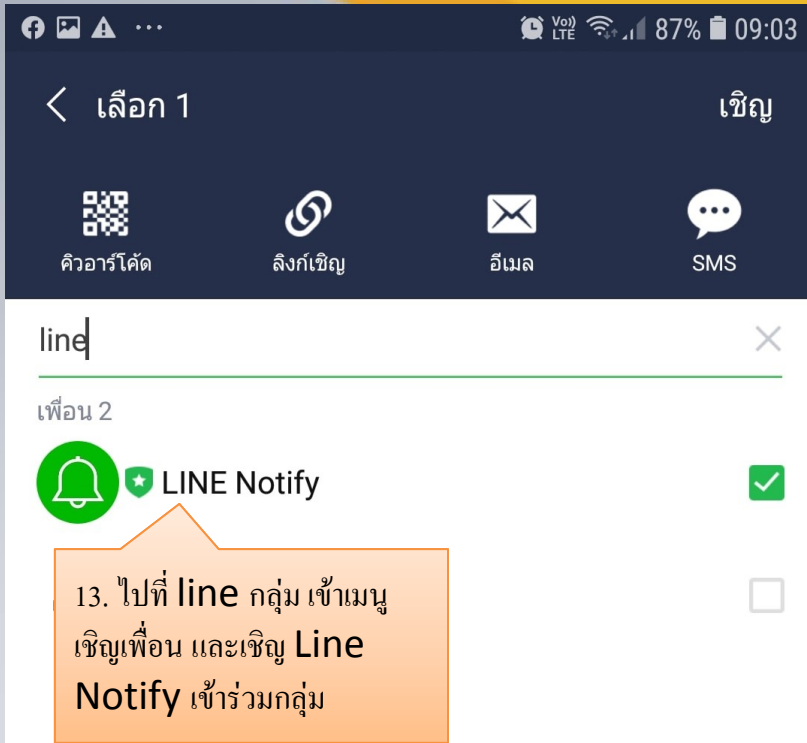 Vo)) LTE 87% 09:03
เลือก 1 เชิญ
คิวอาร์โค้ด ลิงก์เชิญ อีเมล SMS
line
เพื่อน 2
LINE Notify
13. ไปที่ line กลุ่ม เข้าเมนู
เชิญเพื่อน และเชิญ Line
Notify เข้าร่วมกลุ่ม